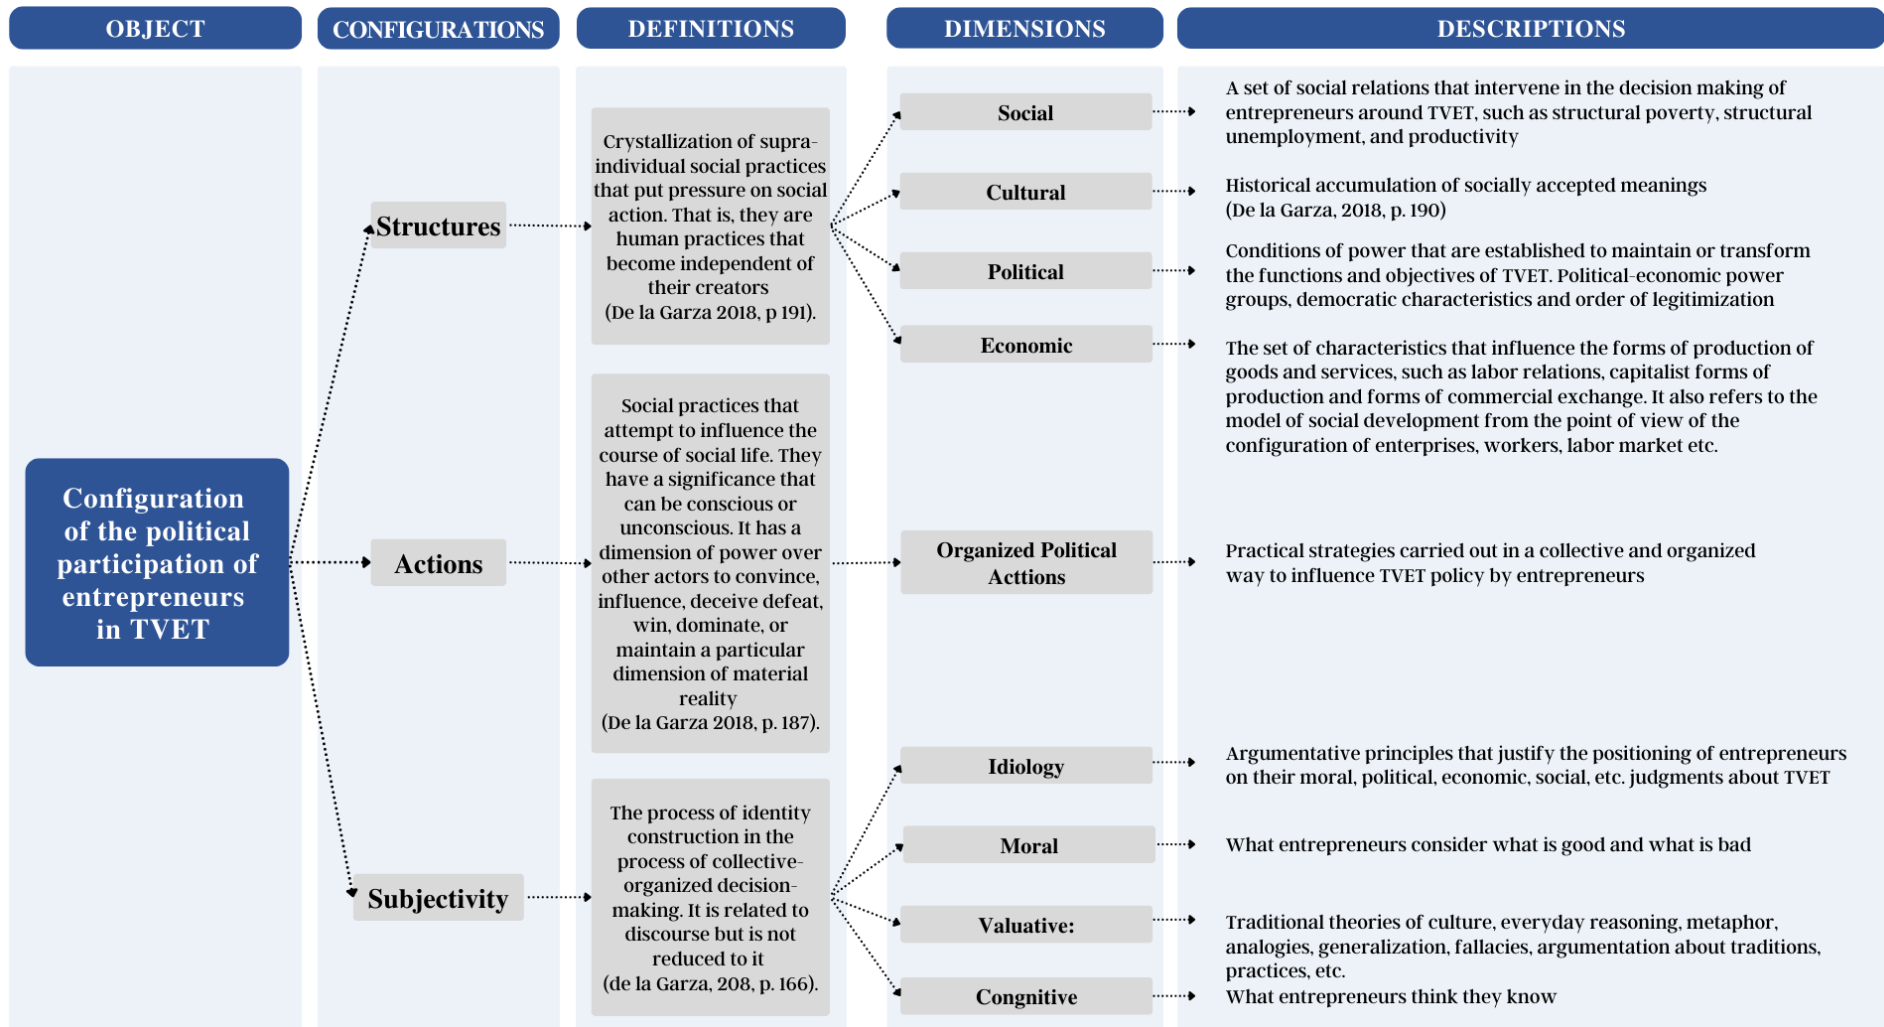 OBJECT
CONFIGURATIONS
DEFINITIONS
DIMENSIONS
DESCRIPTIONS
Configuration
of the political
participation of
entrepreneurs
in TVET
Structures
Crystallization of supra-
individual social practices
that put pressure on social
action. That is, they are
human practices that
become independent of
their creators
(De la Garza 2018, p 191).
Social
A set of social relations that intervene in the decision making of
entrepreneurs around TVET, such as structural poverty, structural
unemployment, and productivity
Cultural
Historical accumulation of socially accepted meanings
(De la Garza, 2018, p. 190)
Political
Conditions of power that are established to maintain or transform
the functions and objectives of TVET. Political-economic power
groups, democratic characteristics and order of legitimization
Economic
The set of characteristics that influence the forms of production of
goods and services, such as labor relations, capitalist forms of
production and forms of commercial exchange. It also refers to the
model of social development from the point of view of the
configuration of enterprises, workers, labor market etc.
Actions
Social practices that
attempt to influence the
course of social life. They
have a significance that
can be conscious or
unconscious. It has a
dimension of power over
other actors to convince,
influence, deceive defeat,
win, dominate, or
maintain a particular
dimension of material
reality
(De la Garza 2018, p. 187).
Organized Political
Acttions
Practical strategies carried out in a collective and organized
way to influence TVET policy by entrepreneurs
Subjectivity
The process of identity
construction in the
process of collective-
organized decision-
making. It is related to
discourse but is not
reduced to it
(de la Garza, 208, p. 166).
Idiology
Argumentative principles that justify the positioning of entrepreneurs
on their moral, political, economic, social, etc. judgments about TVET
Moral
What entrepreneurs consider what is good and what is bad
Valuative:
Traditional theories of culture, everyday reasoning, metaphor,
analogies, generalization, fallacies, argumentation about traditions,
practices, etc.
Congnitive
What entrepreneurs think they know